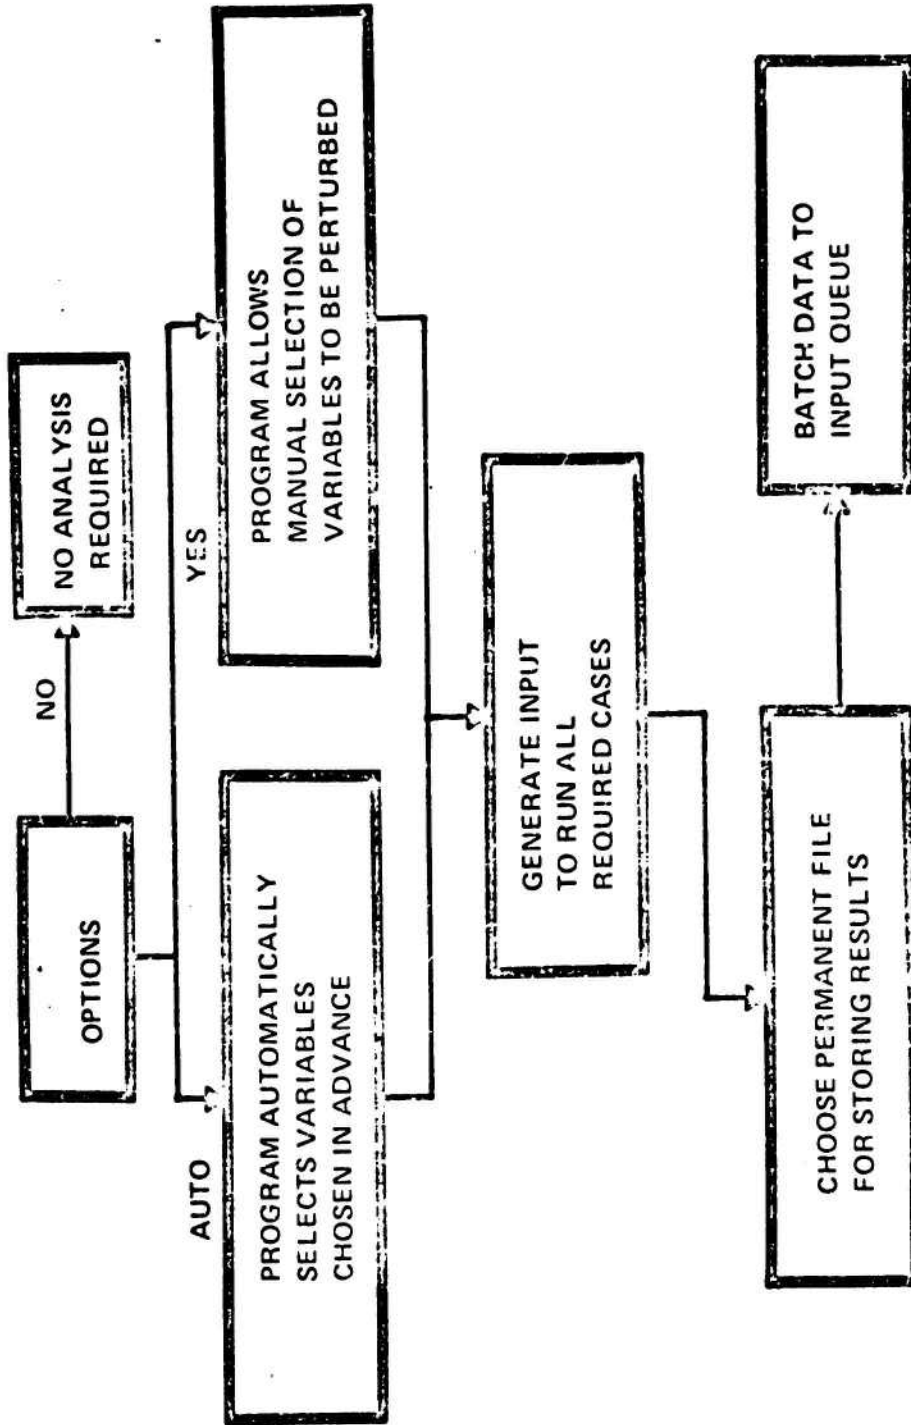 OPTIONS
NO
NO ANALYSIS
REQUIRED
AUTO
YES
PROGRAM AUTOMATICALLY
SELECTS VARIABLES
CHOSEN IN ADVANCE
PROGRAM ALLOWS
MANUAL SELECTION OF
VARIABLES TO BE PERTURBED
GENERATE INPUT
TO RUN ALL
REQUIRED CASES
CHOOSE PERMANENT FILE
FOR STORING RESULTS
BATCH DATA TO
INPUT QUEUE